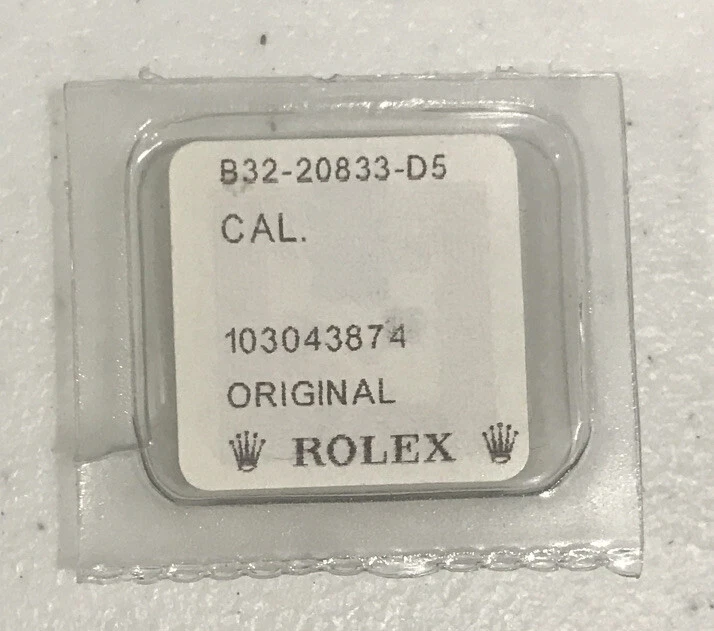 B32-20833-D5
CAL.
103043874
ORIGINAL
ROLEX